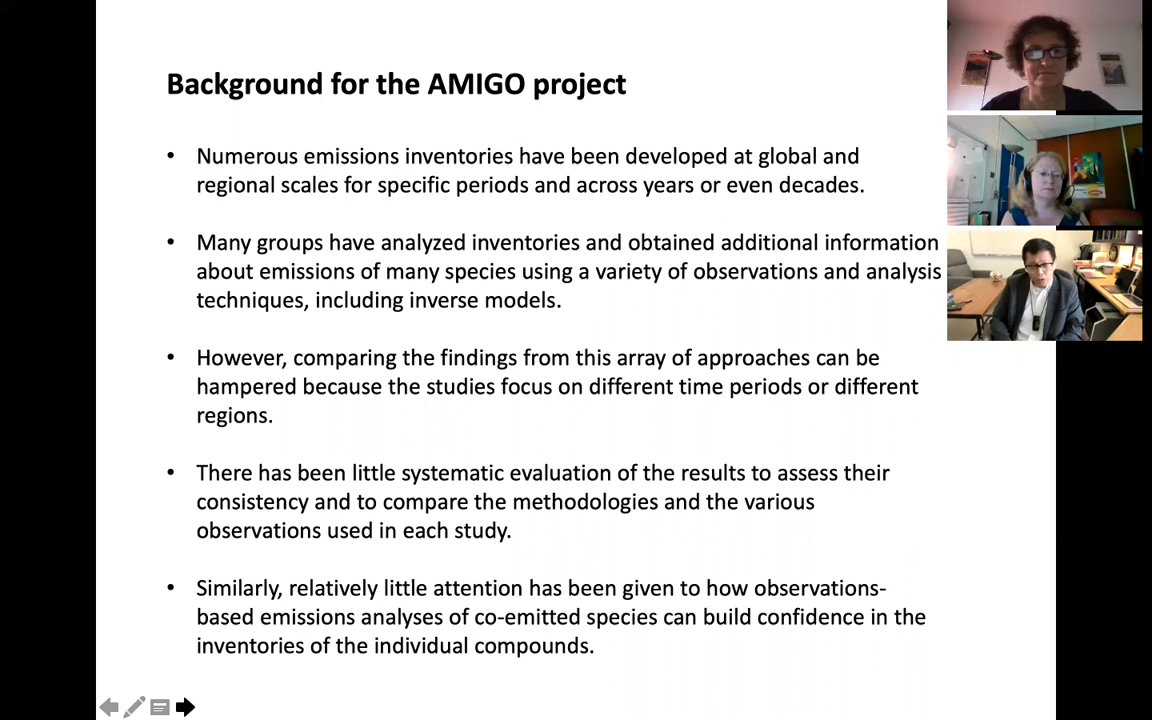 Background for the AMIGO project
• Numerous emissions inventories have been developed at global and
regional scales for specific periods and across years or even decades.
• Many groups have analyzed inventories and obtained additional information
about emissions of many species using a variety of observations and analysis
techniques, including inverse models.
• However, comparing the findings from this array of approaches can be
hampered because the studies focus on different time periods or different
regions.
• There has been little systematic evaluation of the results to assess their
consistency and to compare the methodologies and the various
observations used in each study.
• Similarly, relatively little attention has been given to how observations-
based emissions analyses of co-emitted species can build confidence in the
inventories of the individual compounds.